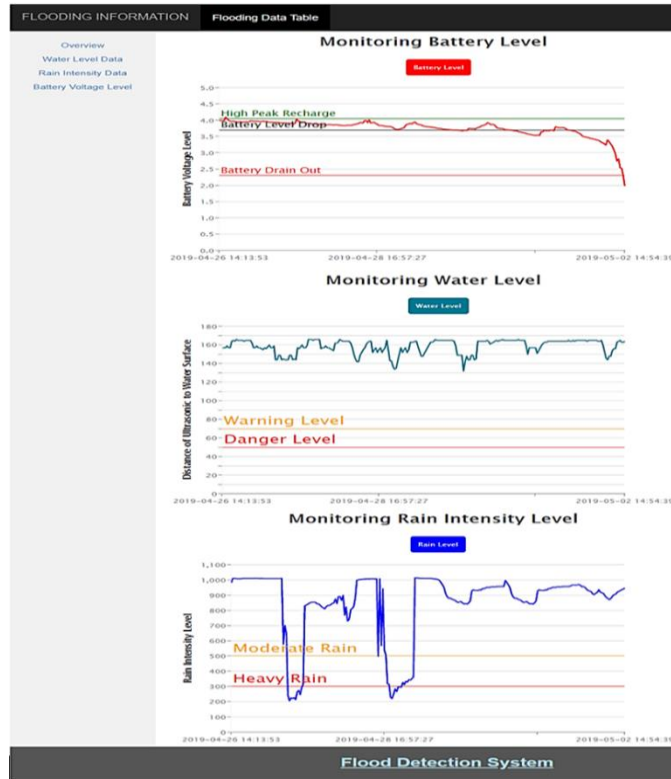 FLOODING INFORMATION Flooding Data Table
Overview
Water Level Data
Rain Intensity Data
Battery Voltage Level
Monitoring Battery Level
Battery Level
Battery Voltage Level
5.0
4.5
4.0
3.5
3.0
2.5
2.0
1.5
1.0
0.5
0.0
High Peak Recharge
Battery Level Drop
Battery Drain Out
2019-04-26 14:13:53 2019-04-28 16:57:27 2019-05-02 14:54:39
Monitoring Water Level
Water Level
Distance of Ultrasonic to Water Surface
180
160
140
120
100
80
60
40
20
0
Warning Level
Danger Level
2019-04-26 14:13:53 2019-04-28 16:57:27 2019-05-02 14:54:39
Monitoring Rain Intensity Level
Rain Level
Rain Intensity Level
1,100
1,000
900
800
700
600
500
400
300
200
100
0
Moderate Rain
Heavy Rain
2019-04-26 14:13:53 2019-04-28 16:57:27 2019-05-02 14:54:39
Flood Detection System